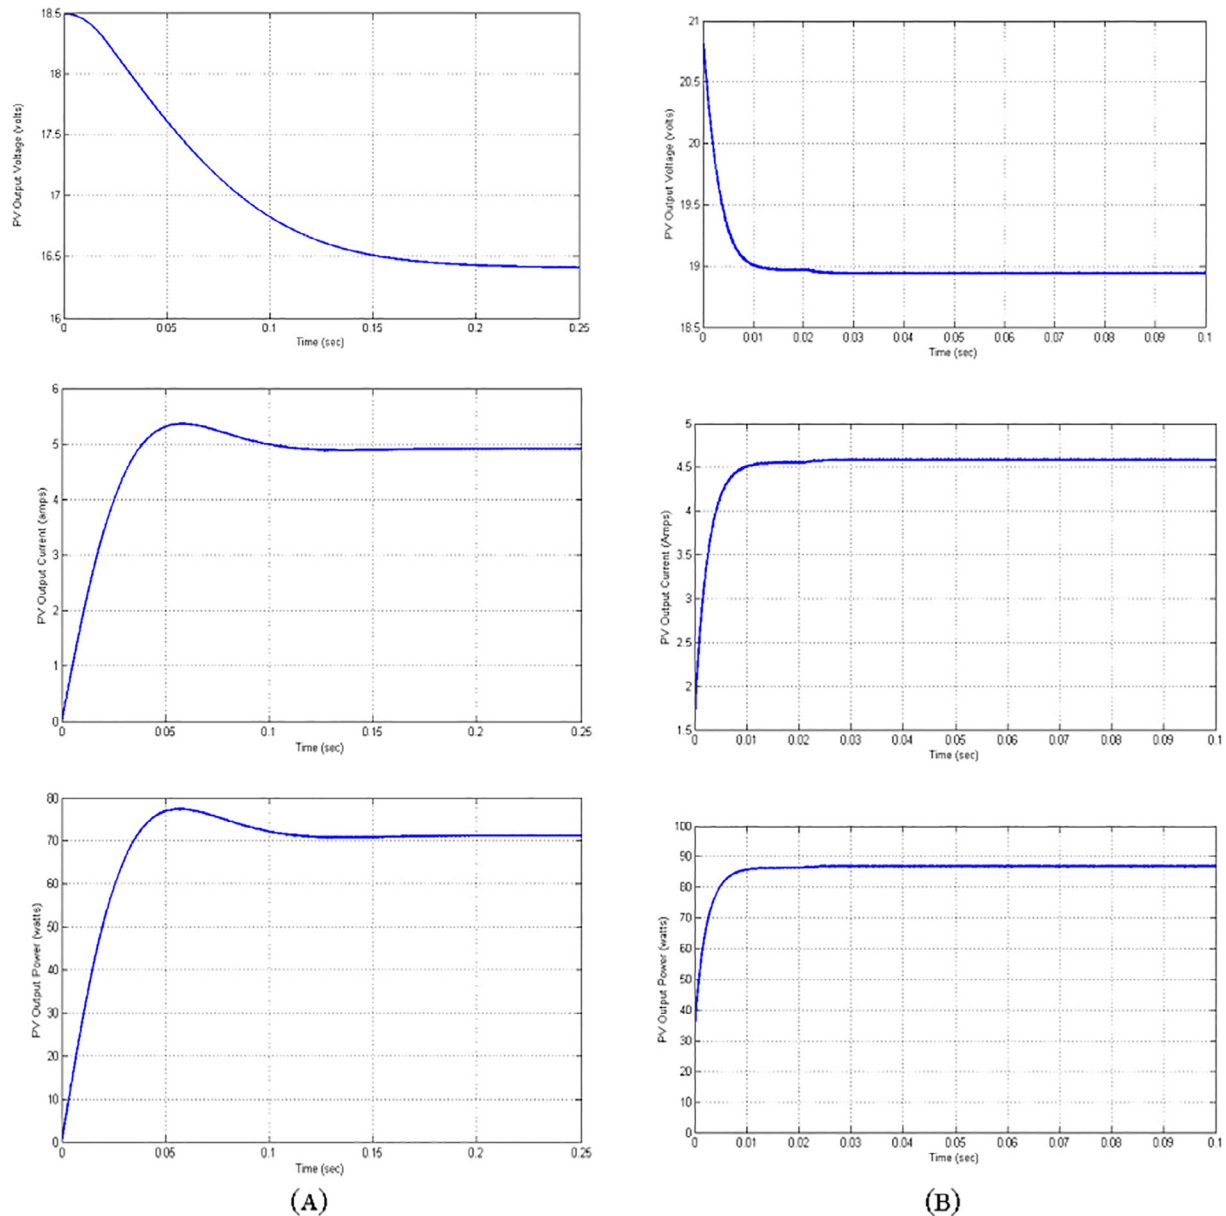 18.5
18
17.5
17
16.5
16
PV Output Voltage (volts)
0 0.05 0.1 0.15 0.2 0.25
Time (sec)
6
5
4
3
2
1
0
PV Output Current (amps)
0 0.05 0.1 0.15 0.2 0.25
Time (sec)
80
70
60
50
40
30
20
10
0
PV Output Power (watts)
0 0.05 0.1 0.15 0.2 0.25
Time (sec)
(A)
21
20.5
20
19.5
19
18.5
PV Output Voltage (volts)
0 0.01 0.02 0.03 0.04 0.05 0.06 0.07 0.08 0.09 0.1
Time (sec)
5
4.5
4
3.5
3
2.5
2
1.5
PV Output Current (Amps)
0 0.01 0.02 0.03 0.04 0.05 0.06 0.07 0.08 0.09 0.1
Time (sec)
100
90
80
70
60
50
40
30
20
10
0
PV Output Power (watts)
0 0.01 0.02 0.03 0.04 0.05 0.06 0.07 0.08 0.09 0.1
Time (sec)
(B)